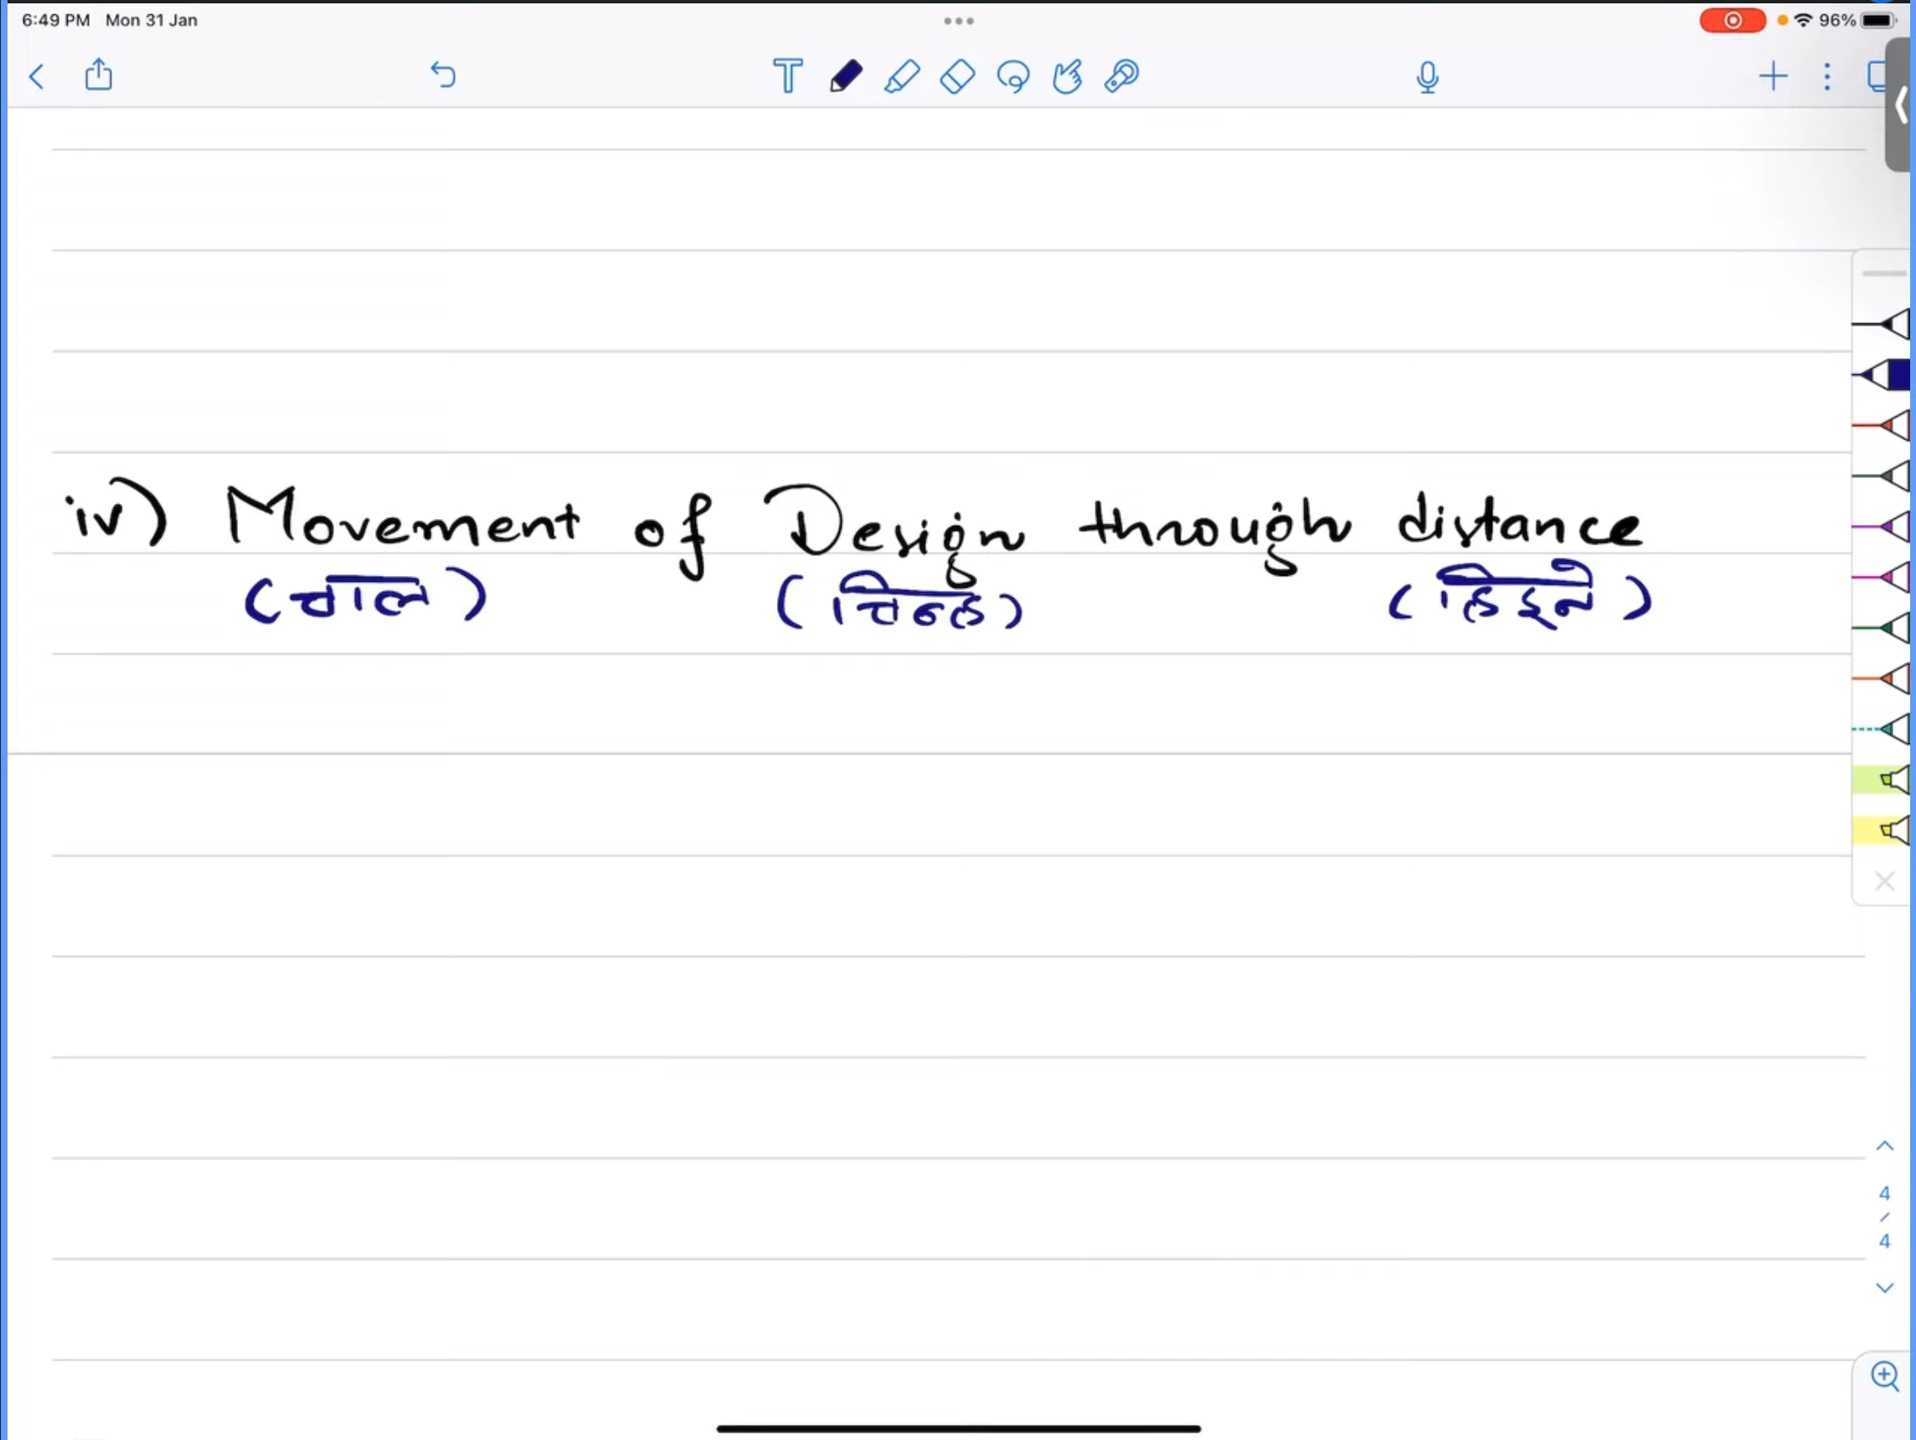 6:49 PM Mon 31 Jan 96%
iv) Movement of Design through distance
(चाल) (चिन्ह) (हिड्ने)
4
/
4